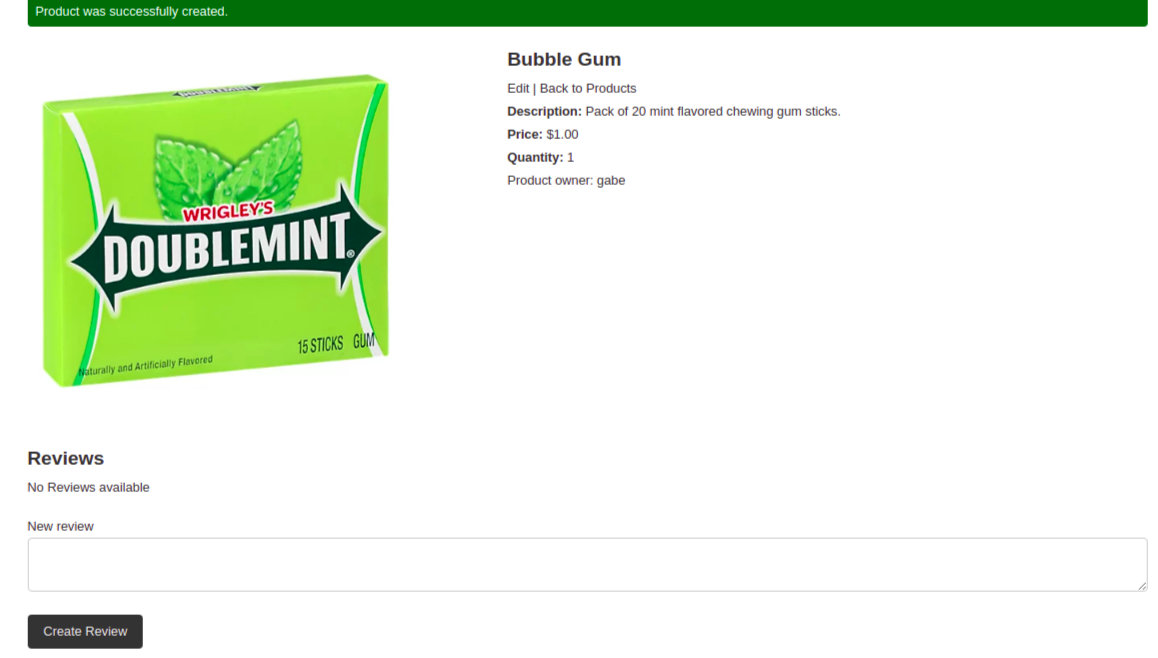 Product was successfully created.
Bubble Gum
Edit | Back to Products
Description: Pack of 20 mint flavored chewing gum sticks.
Price: $1.00
Quantity: 1
Product owner: gabe
DOUBLEMINT
WRIGLEY'S
DOUBLEMINT®
15 STICKS GUM
Naturally and Artificially Flavored
Reviews
No Reviews available
New review
Create Review